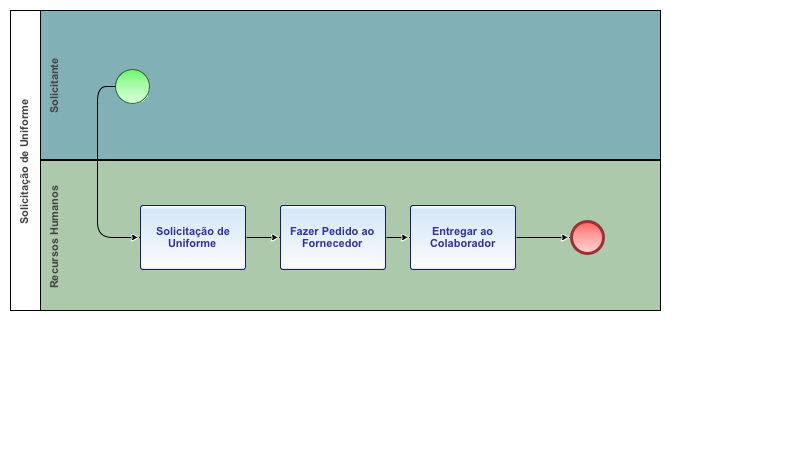 Solicitação de Uniforme
Solicitante
Recursos Humanos
Solicitação de
Uniforme
Fazer Pedido ao
Fornecedor
Entregar ao
Colaborador